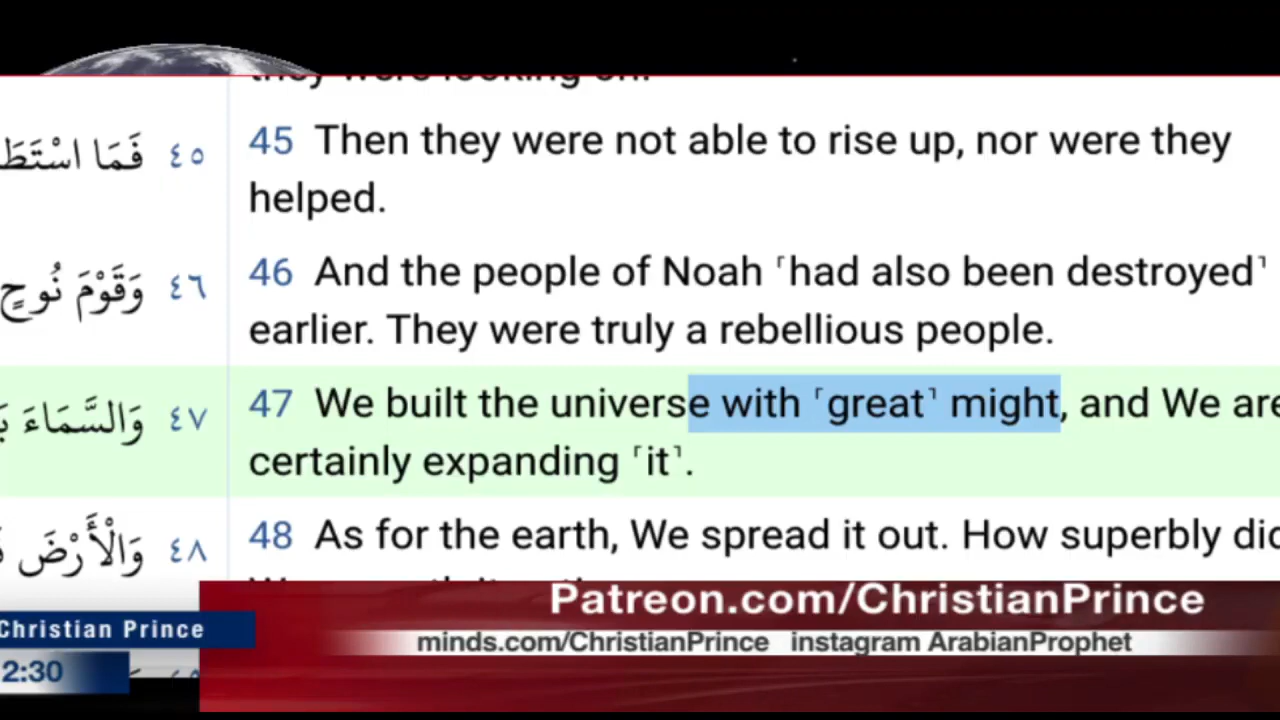 they were looking on.
فَمَا اسْتَطَ ٤٥
45 Then they were not able to rise up, nor were they
helped.
وَقَوْمَ نُوحٍ ٤٦
46 And the people of Noah ⸢had also been destroyed⸣
earlier. They were truly a rebellious people.
وَالسَّمَاءَ ٤٧
47 We built the universe with ⸢great⸣ might, and We are
certainly expanding ⸢it⸣.
وَالْأَرْضَ ٤٨
48 As for the earth, We spread it out. How superbly did
Patreon.com/ChristianPrince
Christian Prince
minds.com/ChristianPrince instagram ArabianProphet
2:30